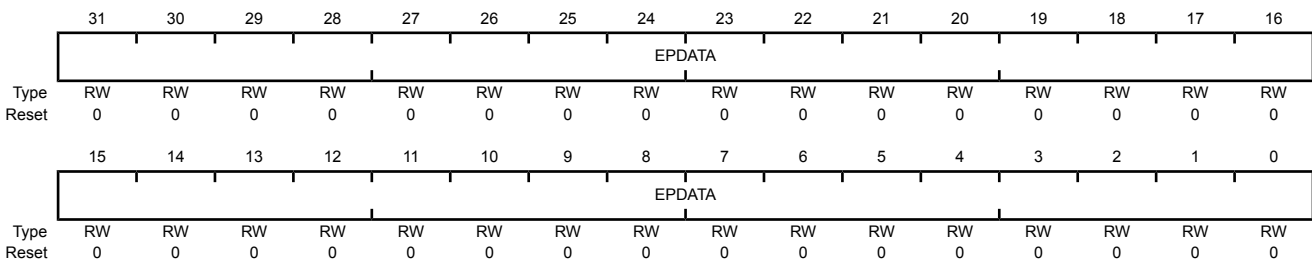 31 30 29 28 27 26 25 24 23 22 21 20 19 18 17 16
EPDATA
Type RW RW RW RW RW RW RW RW RW RW RW RW RW RW RW RW
Reset 0 0 0 0 0 0 0 0 0 0 0 0 0 0 0 0
15 14 13 12 11 10 9 8 7 6 5 4 3 2 1 0
EPDATA
Type RW RW RW RW RW RW RW RW RW RW RW RW RW RW RW RW
Reset 0 0 0 0 0 0 0 0 0 0 0 0 0 0 0 0